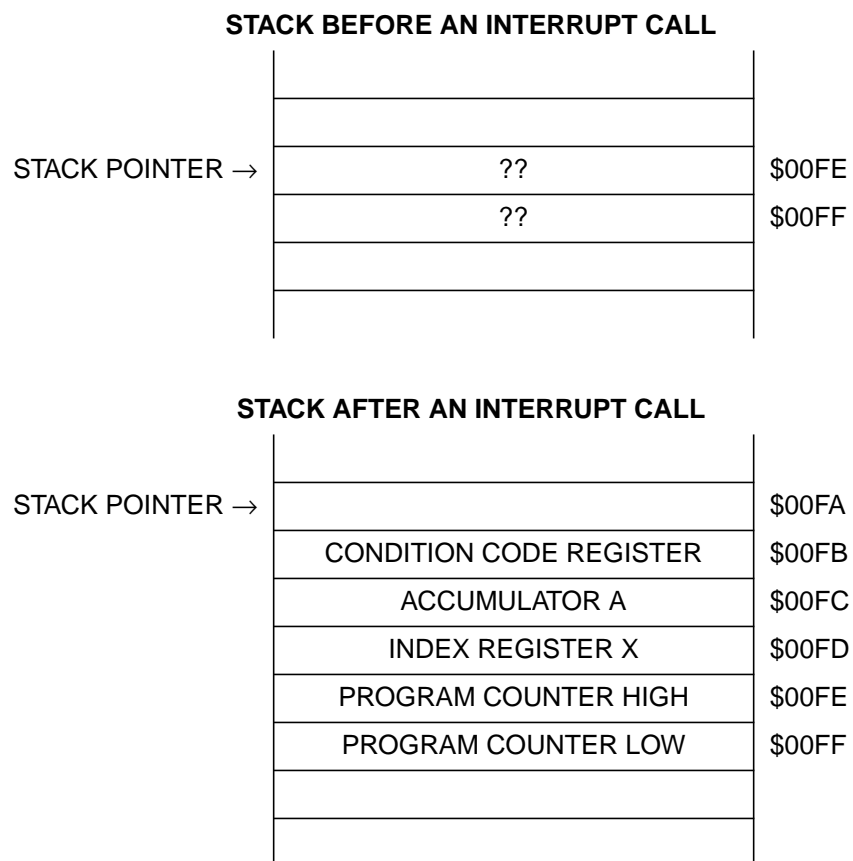 STACK BEFORE AN INTERRUPT CALL
STACK POINTER → ?? $00FE
?? $00FF
STACK AFTER AN INTERRUPT CALL
STACK POINTER → $00FA
CONDITION CODE REGISTER $00FB
ACCUMULATOR A $00FC
INDEX REGISTER X $00FD
PROGRAM COUNTER HIGH $00FE
PROGRAM COUNTER LOW $00FF